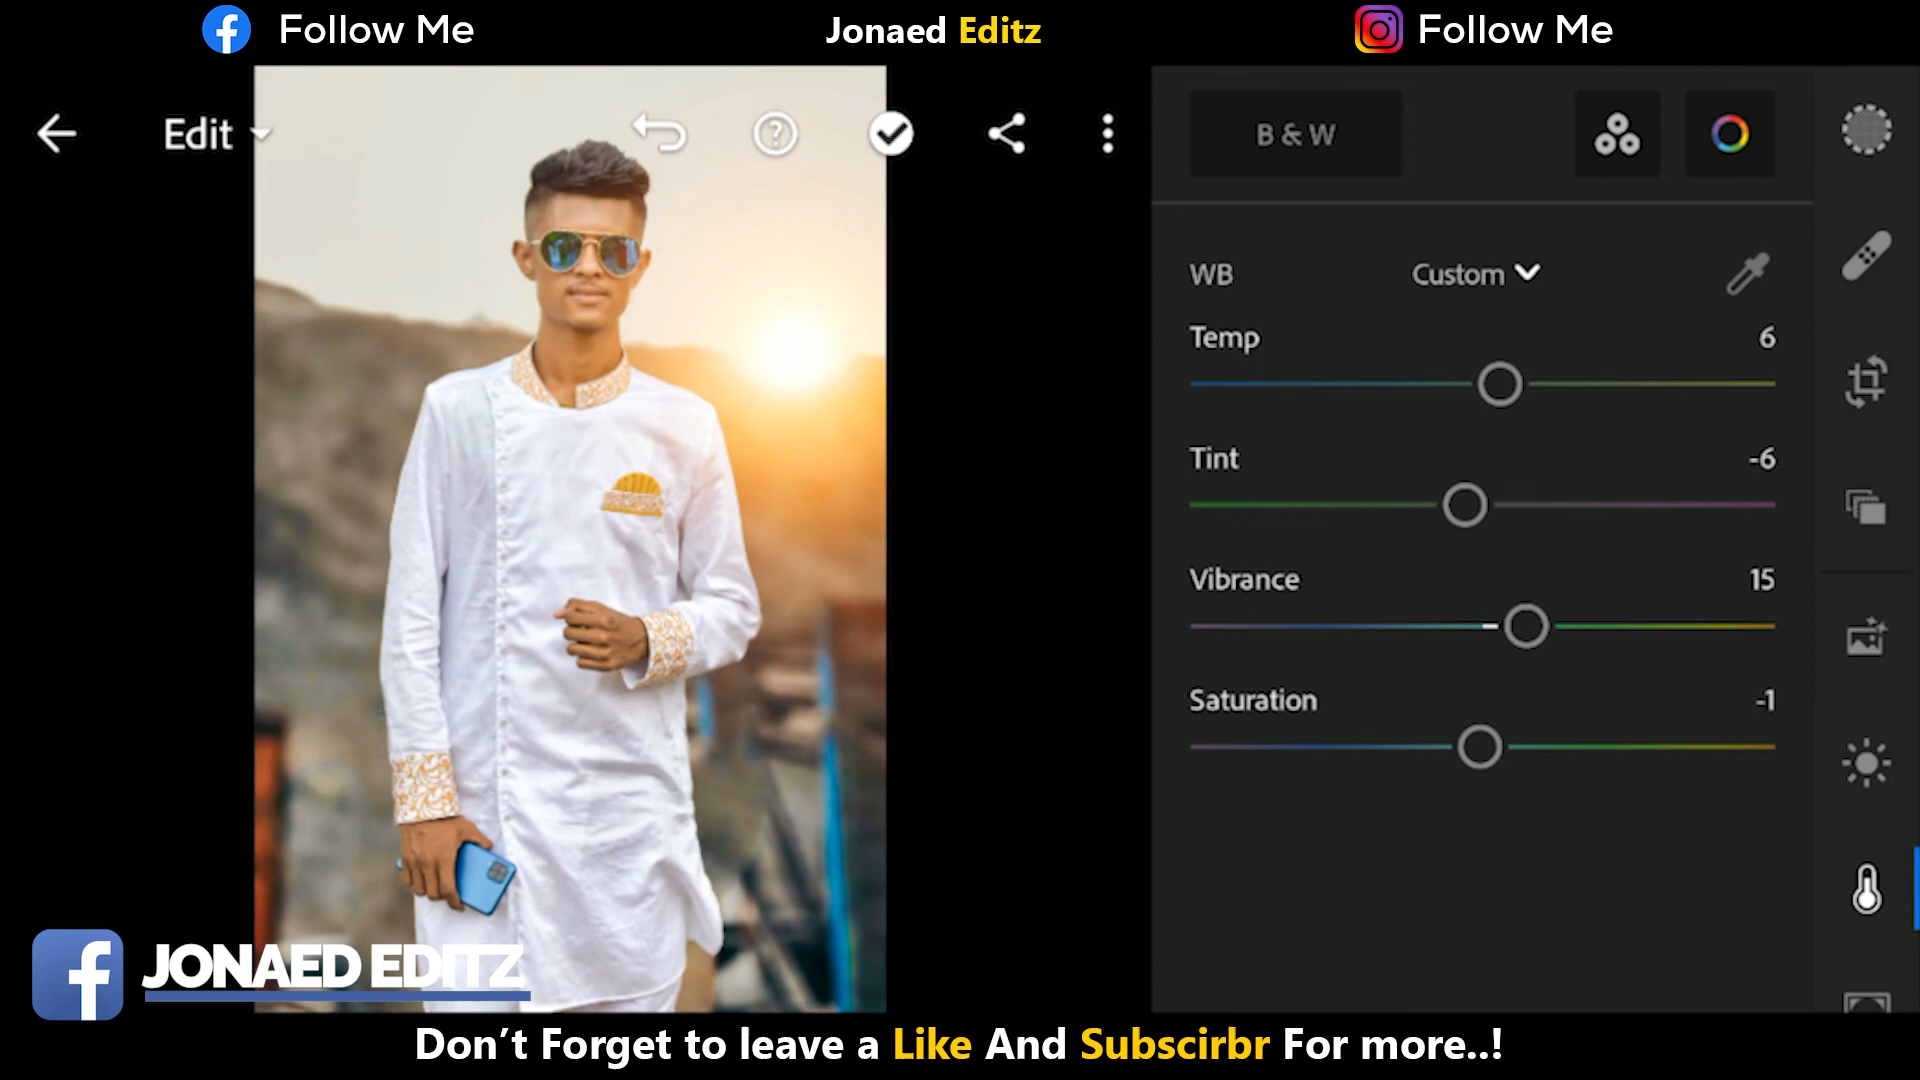 Follow Me
Jonaed Editz
Follow Me
Edit
B & W
WB
Custom
Temp
6
Tint
-6
Vibrance
15
Saturation
-1
JONAED EDITZ
Don’t Forget to leave a Like And Subscirbr For more..!